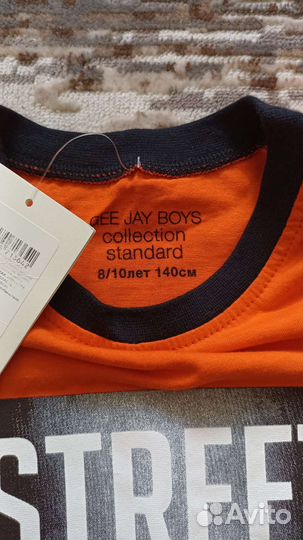 GEE JAY BOYS
collection
standard
8/10лет 140см
STREET
Avito